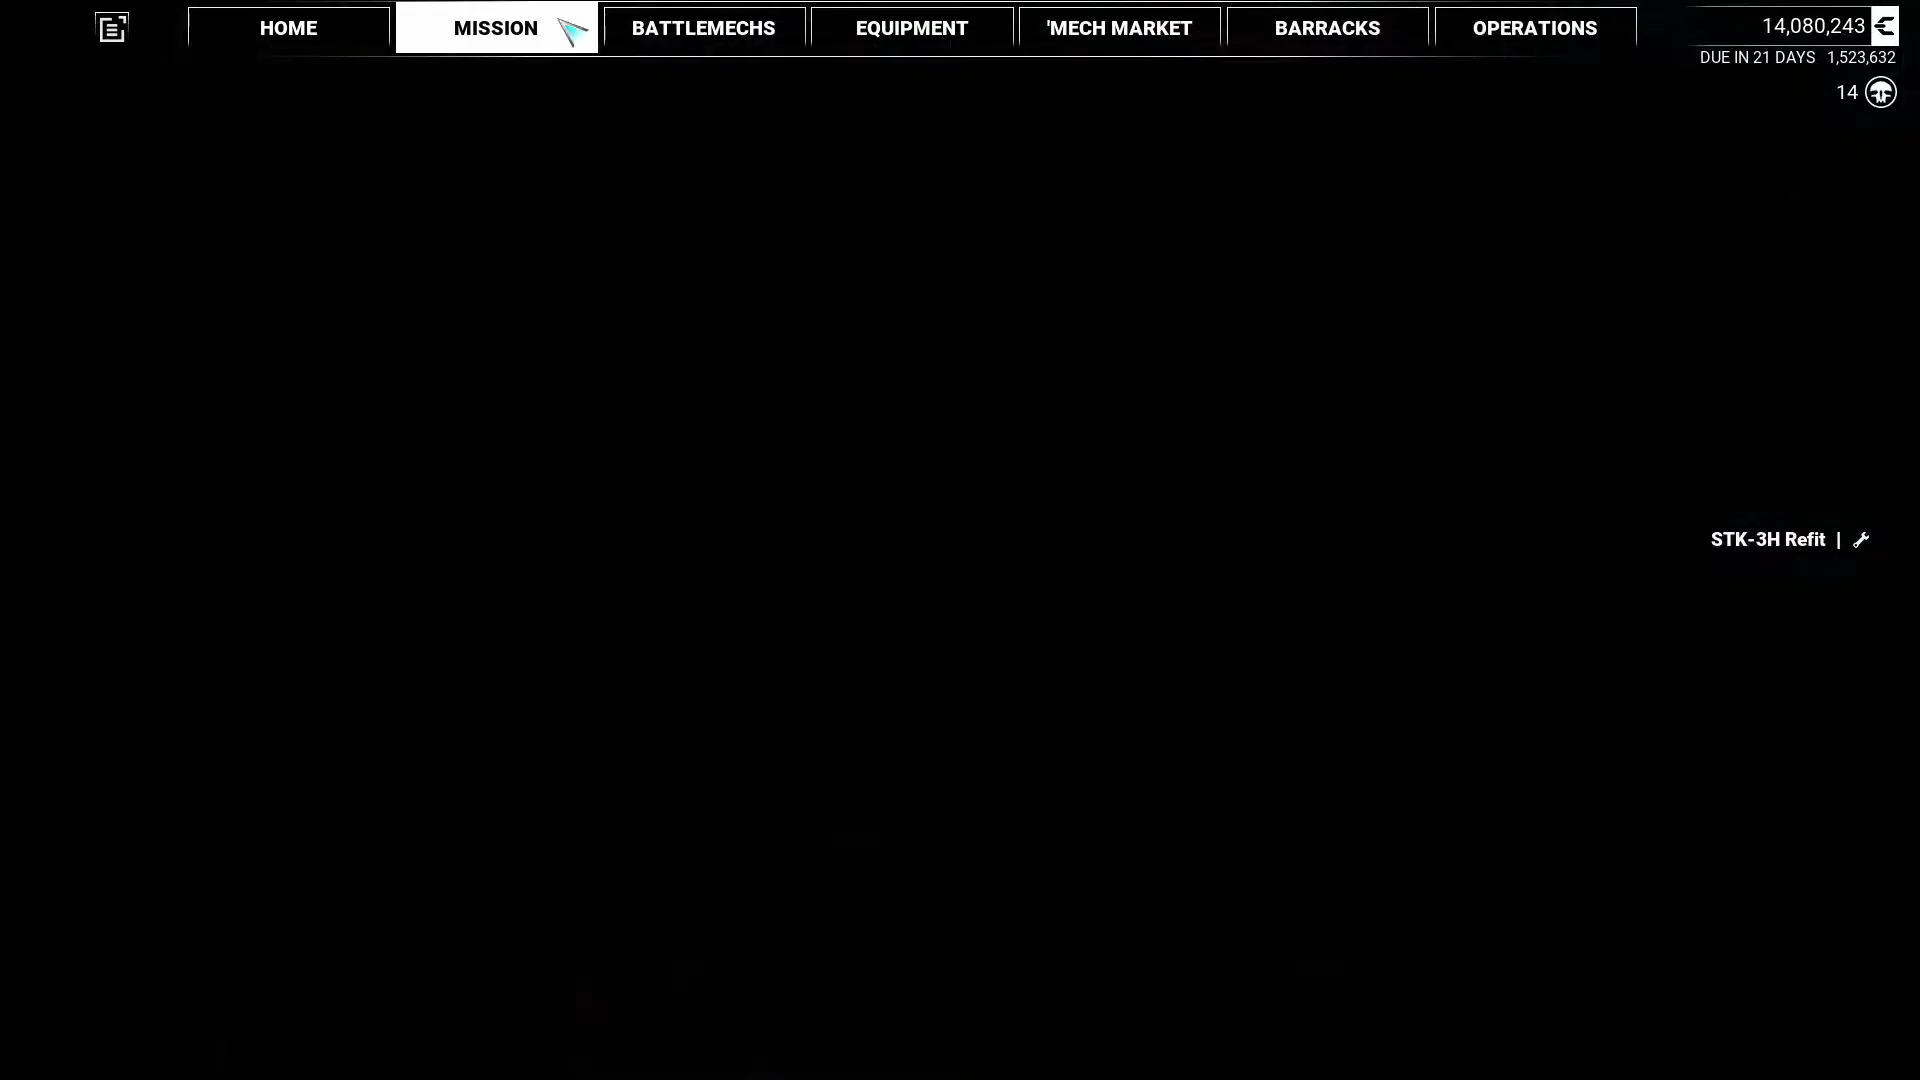 HOME
MISSION
BATTLEMECHS
EQUIPMENT
'MECH MARKET
BARRACKS
OPERATIONS
14,080,243
DUE IN 21 DAYS 1,523,632
14
STK-3H Refit |